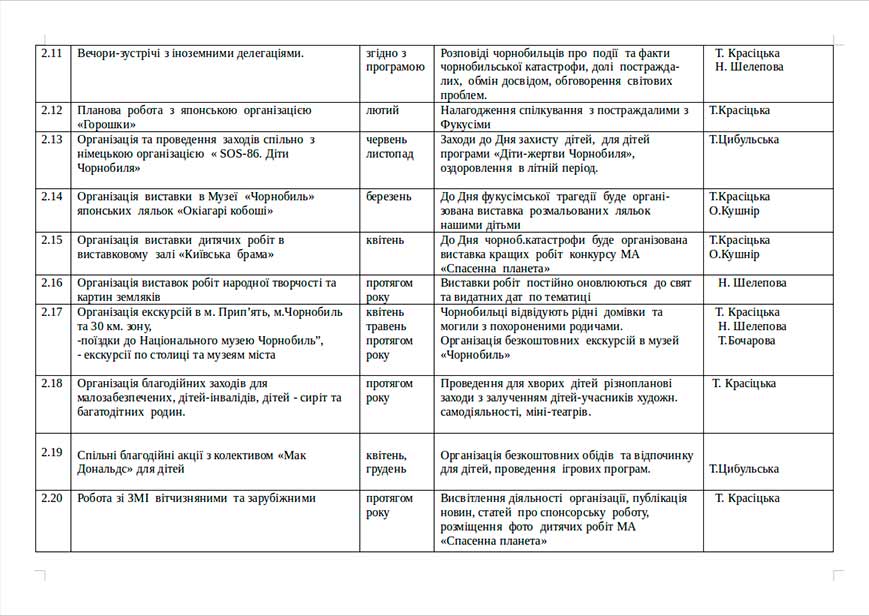 2.11 Вечори-зустрічі з іноземними делегаціями. згідно з Розповіді чорнобильців про події та факти Т. Красіцька
програмою чорнобильської катастрофи, долі постражда- Н. Шелепова
лих, обмін досвідом, обговорення світових
проблем.
2.12 Планова робота з японською організацією лютий Налагодження спілкування з постраждалими з Т.Красіцька
«Горошки» Фукусіми
2.13 Організація та проведення заходів спільно з червень Заходи до Дня захисту дітей, для дітей Т.Цибульська
німецькою організацією « SOS-86. Діти листопад програми «Діти-жертви Чорнобиля»,
Чорнобиля» оздоровлення в літній період.
2.14 Організація виставки в Музеї «Чорнобиль» березень До Дня фукусімської трагедії буде органі- Т.Красіцька
японських ляльок «Окіагарі кобоші» зована виставка розмальованих ляльок О.Кушнір
нашими дітьми
2.15 Організація виставки дитячих робіт в квітень До Дня чорноб.катастрофи буде організована Т.Красіцька
виставковому залі «Київська брама» виставка кращих робіт конкурсу МА О.Кушнір
«Спасенна планета»
2.16 Організація виставок робіт народної творчості та протягом Виставки робіт постійно оновлюються до свят Н. Шелепова
картин земляків року та видатних дат по тематиці
2.17 Організація екскурсій в м. Прип’ять, м.Чорнобиль квітень Чорнобильці відвідують рідні домівки та Т. Красіцька
та 30 км. зону, травень могили з похороненими родичами. Н. Шелепова
-поїздки до Національного музею Чорнобиль”, протягом Організація безкоштовних екскурсій в музей Т.Бочарова
- екскурсії по столиці та музеям міста року «Чорнобиль»
2.18 Організація благодійних заходів для протягом Проведення для хворих дітей різнопланові Т. Красіцька
малозабезпечених, дітей-інвалідів, дітей - сиріт та року заходи з залученням дітей-учасників художн.
багатодітних родин. самодіяльності, міні-театрів.
2.19 Спільні благодійні акції з колективом «Мак квітень, Організація безкоштовних обідів та відпочинку
Дональдс» для дітей грудень для дітей, проведення ігрових програм. Т.Цибульська
2.20 Робота зі ЗМІ вітчизняними та зарубіжними протягом Висвітлення діяльності організації, публікація Т. Красіцька
року новин, статей про спонсорську роботу,
розміщення фото дитячих робіт МА
«Спасенна планета»